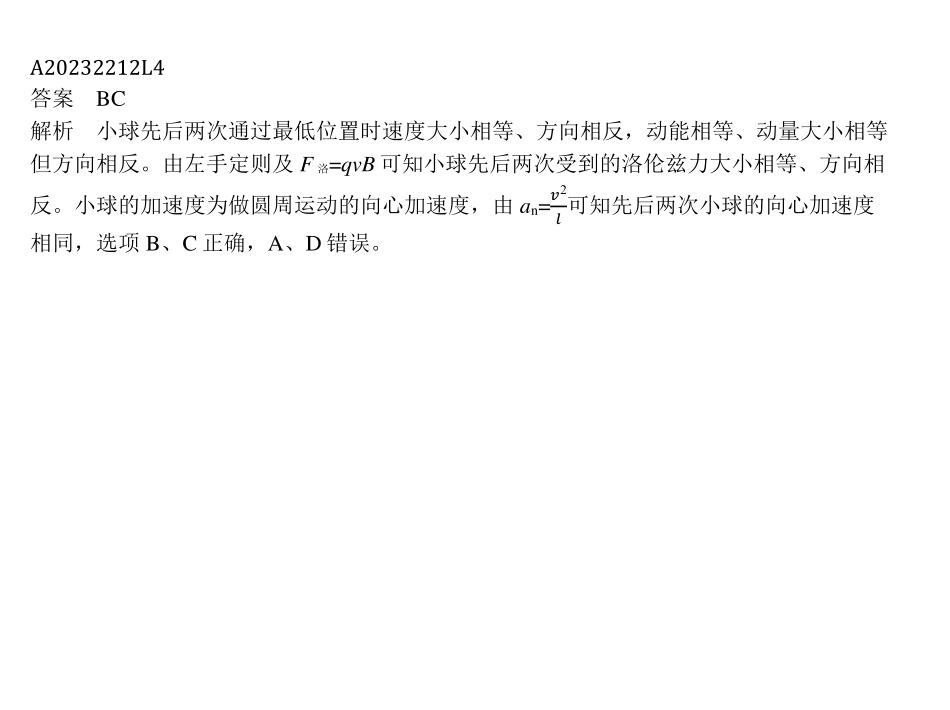 A20232212L4
答案　BC
解析　小球先后两次通过最低位置时速度大小相等、方向相反，动能相等、动量大小相等
但方向相反。由左手定则及 F洛=qvB 可知小球先后两次受到的洛伦兹力大小相等、方向相
反。小球的加速度为做圆周运动的向心加速度，由 aₙ=v²/l 可知先后两次小球的向心加速度
相同，选项 B、C 正确，A、D 错误。